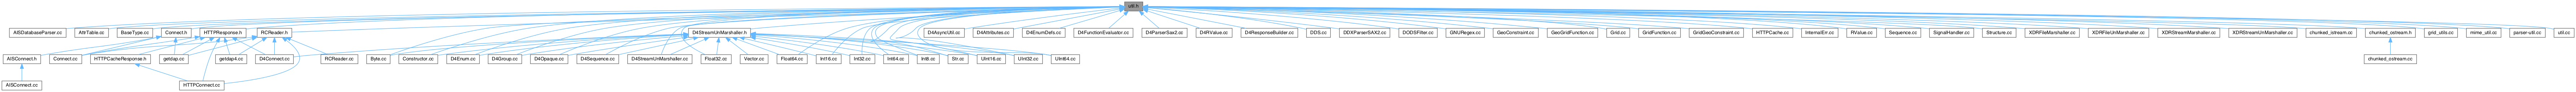 util.h
AISDatabaseParser.cc
AttrTable.cc
BaseType.cc
Connect.h
HTTPResponse.h
RCReader.h
D4StreamUnMarshaller.h
D4AsyncUtil.cc
D4Attributes.cc
D4EnumDefs.cc
D4FunctionEvaluator.cc
D4ParserSax2.cc
D4RValue.cc
D4ResponseBuilder.cc
DDS.cc
DDXParserSAX2.cc
DODSFilter.cc
GNURegex.cc
GeoConstraint.cc
GeoGridFunction.cc
Grid.cc
GridFunction.cc
GridGeoConstraint.cc
HTTPCache.cc
InternalErr.cc
RValue.cc
Sequence.cc
SignalHandler.cc
Structure.cc
XDRFileMarshaller.cc
XDRFileUnMarshaller.cc
XDRStreamMarshaller.cc
XDRStreamUnMarshaller.cc
chunked_istream.cc
chunked_ostream.h
grid_utils.cc
mime_util.cc
parser-util.cc
util.cc
AISConnect.h
Connect.cc
HTTPCacheResponse.h
getdap.cc
getdap4.cc
D4Connect.cc
RCReader.cc
Byte.cc
Constructor.cc
D4Enum.cc
D4Group.cc
D4Opaque.cc
D4Sequence.cc
D4StreamUnMarshaller.cc
Float32.cc
Vector.cc
Float64.cc
Int16.cc
Int32.cc
Int64.cc
Int8.cc
Str.cc
UInt16.cc
UInt32.cc
UInt64.cc
chunked_ostream.cc
AISConnect.cc
HTTPConnect.cc